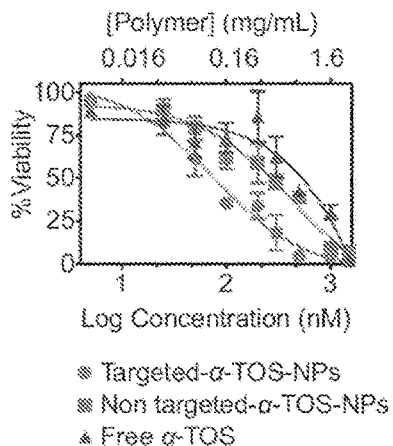 [Polymer] (mg/mL)
0.016 0.16 1.6
100
75
50
25
0
%Viability
1 2 3
Log Concentration (nM)
Targeted-α-TOS-NPs
Non targeted-α-TOS-NPs
Free α-TOS